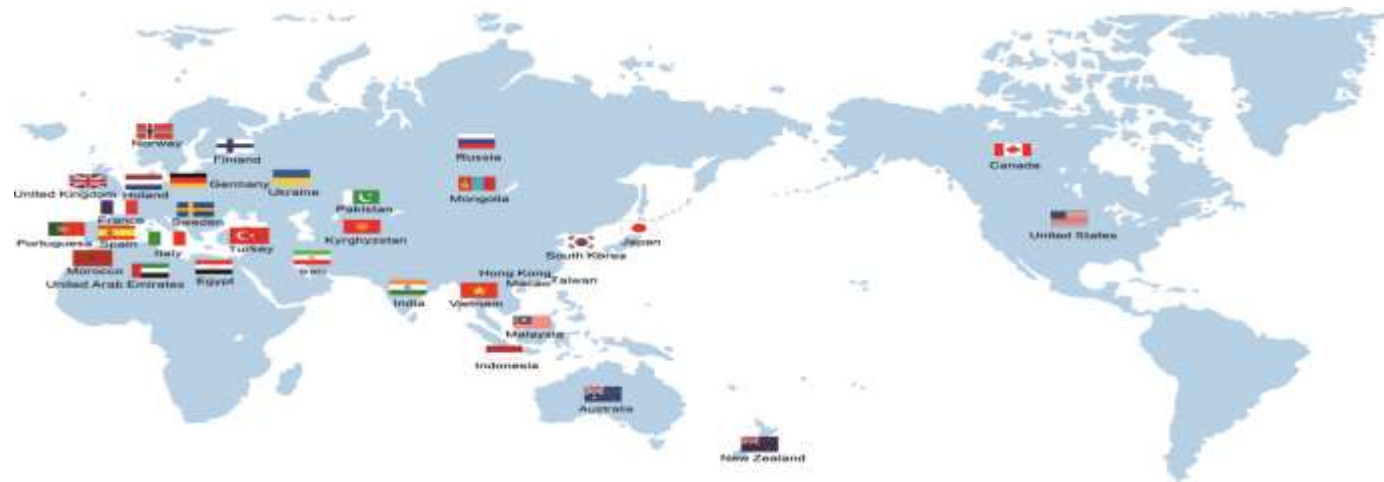 Norway
Finland
Russia
Canada
United Kingdom
Holland
Germany
Ukraine
Mongolia
Pakistan
France
Sweden
Portuguesa
Spain
Italy
Turkey
Kyrghyzstan
Japan
South Korea
United States
Morocco
United Arab Emirates
Egypt
Hong Kong
Macao
Taiwan
India
Vietnam
Malaysia
Indonesia
Australia
New Zealand